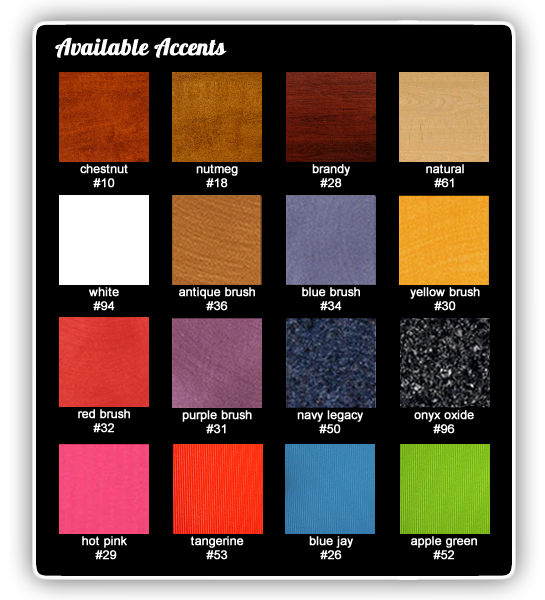 Available Accents
chestnut
#10
nutmeg
#18
brandy
#28
natural
#61
white
#94
antique brush
#36
blue brush
#34
yellow brush
#30
red brush
#32
purple brush
#31
navy legacy
#50
onyx oxide
#96
hot pink
#29
tangerine
#53
blue jay
#26
apple green
#52